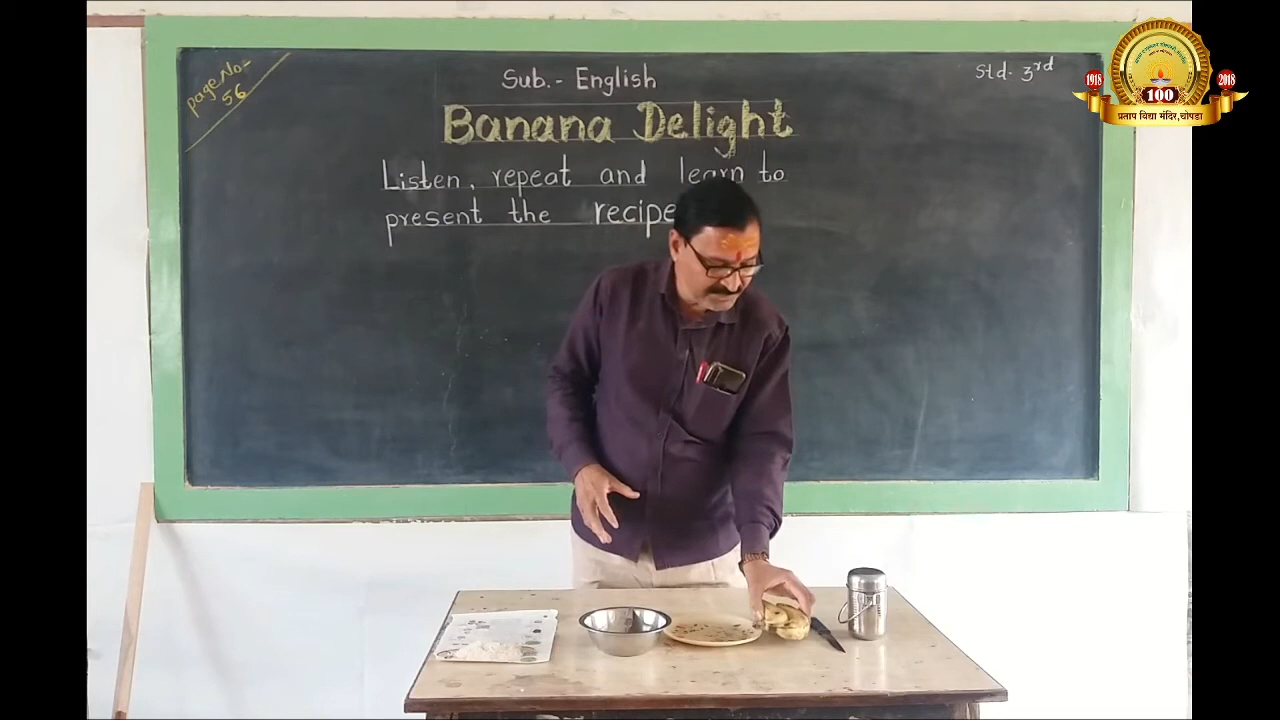 page No-
56
Sub.- English
Std. 3rd
Banana Delight
Listen, repeat and learn to
present the recipe
1918
2018
100
प्रताप विद्या मंदिर,चोपडा